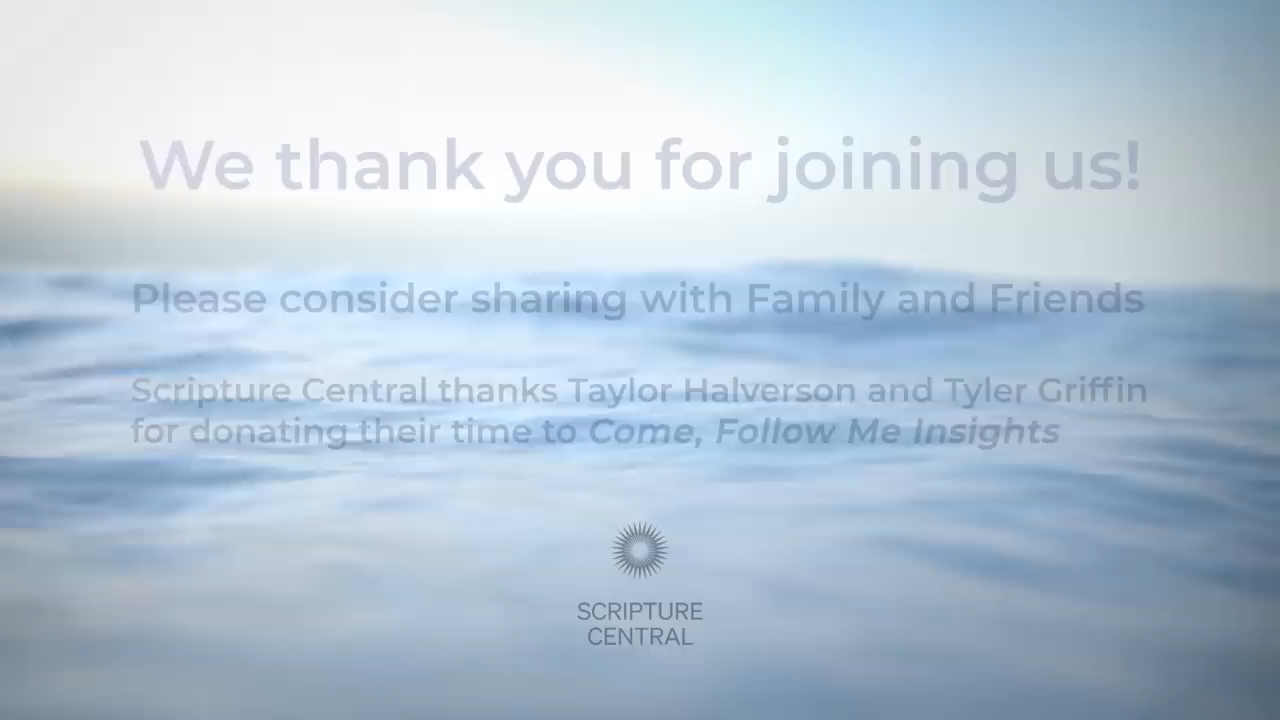 We thank you for joining us!
Please consider sharing with Family and Friends
Scripture Central thanks Taylor Halverson and Tyler Griffin
for donating their time to Come, Follow Me Insights
SCRIPTURE
CENTRAL